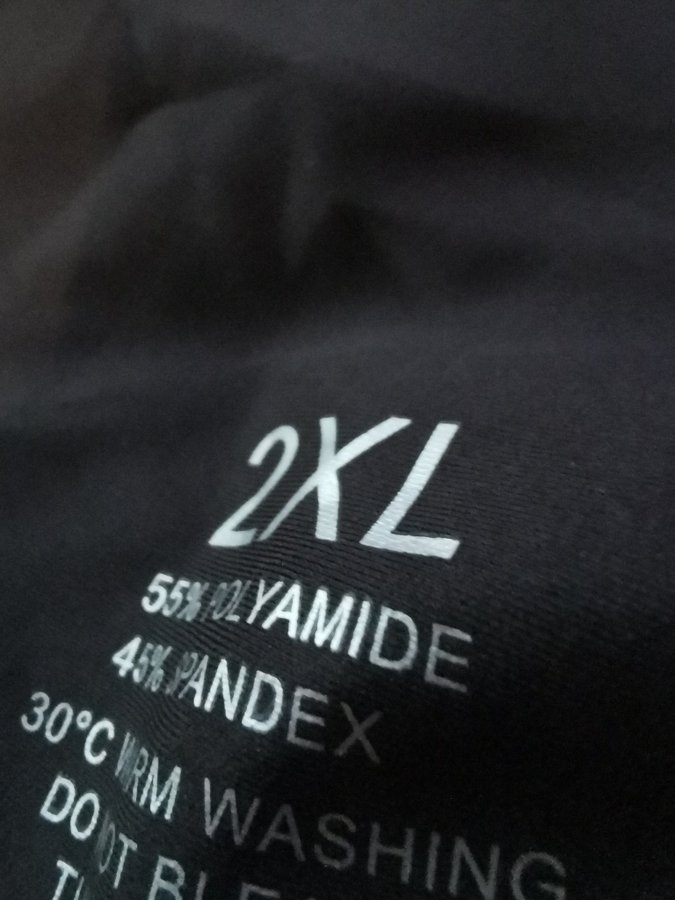 2XL
55% POLYAMIDE
45% SPANDEX
30°C WARM WASHING
DO NOT